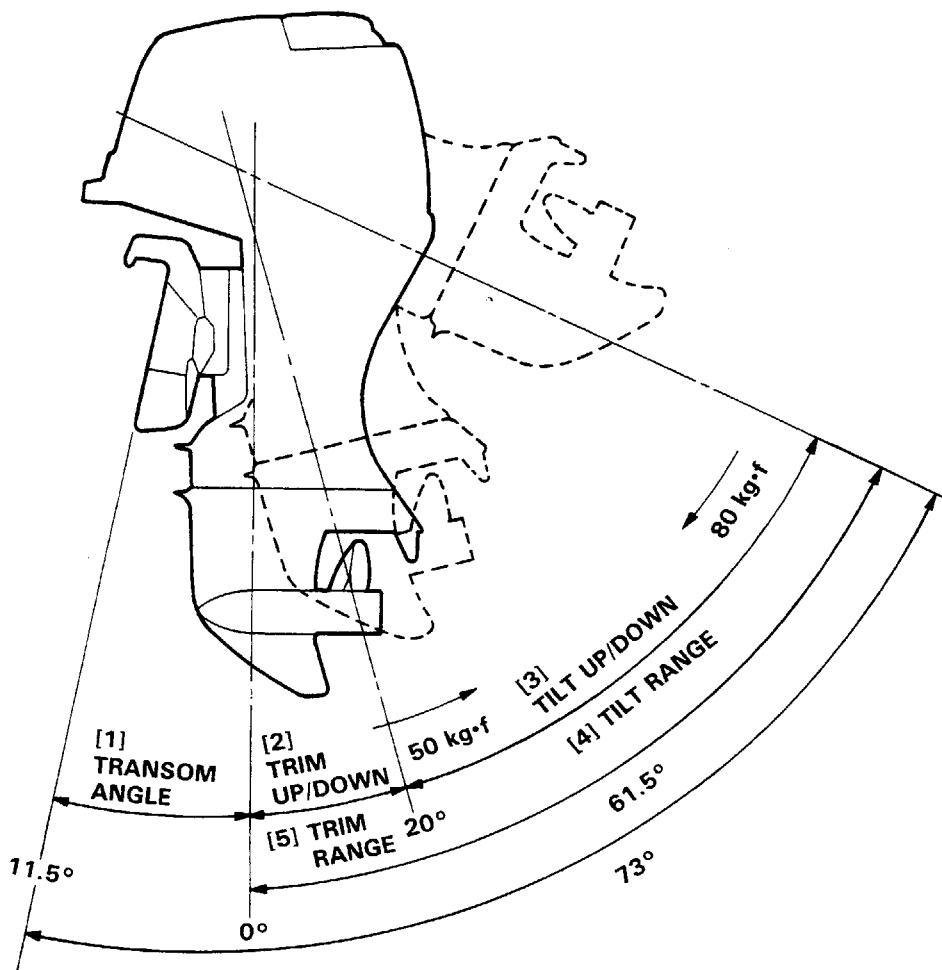 [1]
TRANSOM
ANGLE
[2]
TRIM
UP/DOWN
50 kg·f
[3]
TILT UP/DOWN
80 kg·f
[4] TILT RANGE
[5] TRIM
RANGE
20°
61.5°
73°
11.5°
0°